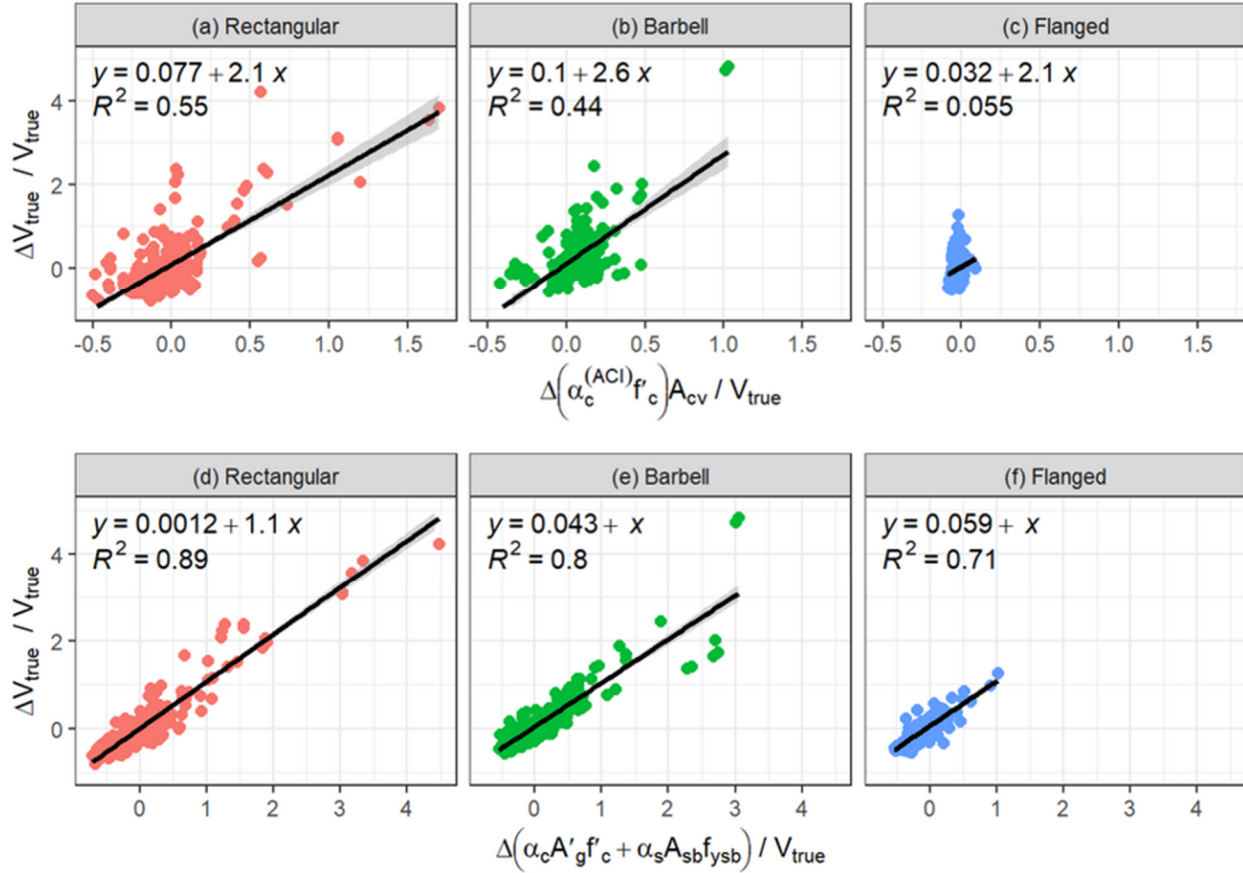 (a) Rectangular
(b) Barbell
(c) Flanged
y = 0.077 + 2.1 x
R² = 0.55
y = 0.1 + 2.6 x
R² = 0.44
y = 0.032 + 2.1 x
R² = 0.055
ΔV_true / V_true
4
2
0
-0.5 0.0 0.5 1.0 1.5
-0.5 0.0 0.5 1.0 1.5
-0.5 0.0 0.5 1.0 1.5
Δ(α_c^(ACI) f'_c)A_cv / V_true
(d) Rectangular
(e) Barbell
(f) Flanged
y = 0.0012 + 1.1 x
R² = 0.89
y = 0.043 + x
R² = 0.8
y = 0.059 + x
R² = 0.71
ΔV_true / V_true
4
2
0
0 1 2 3 4
0 1 2 3 4
0 1 2 3 4
Δ(α_c A'_g f'_c + α_s A_sb f_ysb) / V_true